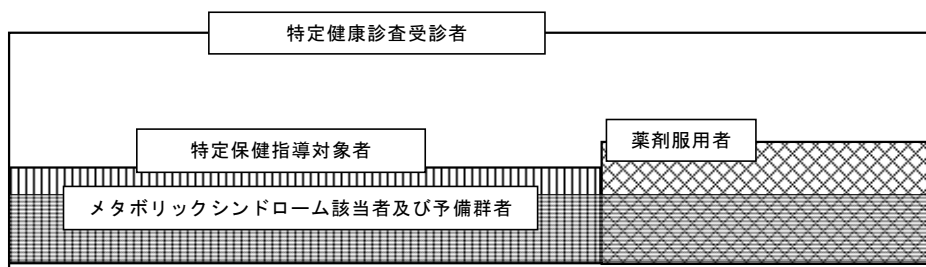 特定健康診査受診者
薬剤服用者
特定保健指導対象者
メタボリックシンドローム該当者及び予備群者